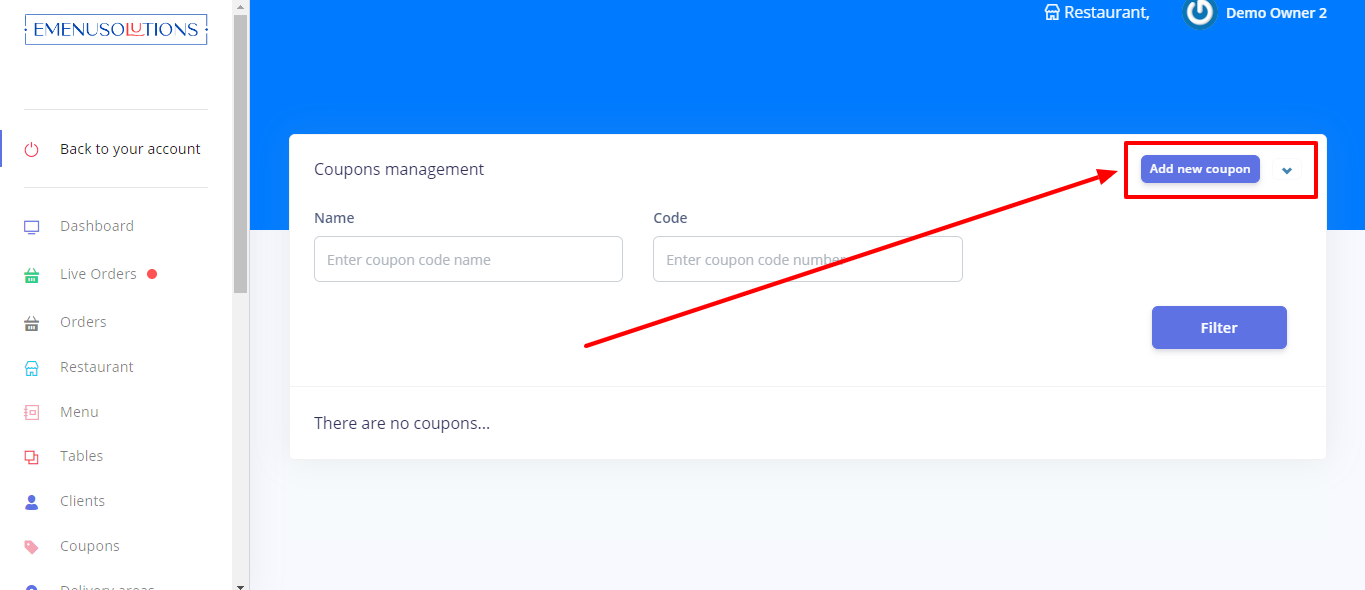 EMENUSOLUTIONS
Restaurant,
Demo Owner 2
Back to your account
Dashboard
Live Orders
Orders
Restaurant
Menu
Tables
Clients
Coupons
Delivery areas
Coupons management
Add new coupon
Name
Code
Enter coupon code name
Enter coupon code number
Filter
There are no coupons...